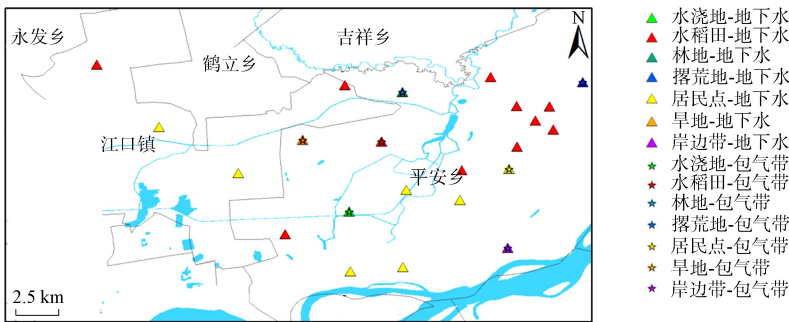 永发乡
鹤立乡
吉祥乡
N
江口镇
平安乡
2.5 km
水浇地-地下水
水稻田-地下水
林地-地下水
撂荒地-地下水
居民点-地下水
旱地-地下水
岸边带-地下水
水浇地-包气带
水稻田-包气带
林地-包气带
撂荒地-包气带
居民点-包气带
旱地-包气带
岸边带-包气带